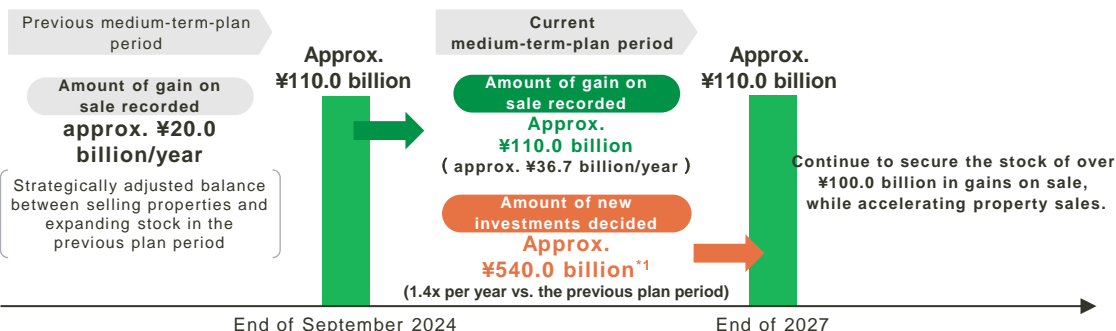 Previous medium-term-plan
period
Amount of gain on
sale recorded
approx. ¥20.0
billion/year
Strategically adjusted balance
between selling properties and
expanding stock in the
previous plan period
Approx.
¥110.0 billion
End of September 2024
Current
medium-term-plan period
Amount of gain on
sale recorded
Approx.
¥110.0 billion
( approx. ¥36.7 billion/year )
Amount of new
investments decided
Approx.
¥540.0 billion*1
(1.4x per year vs. the previous plan period)
Approx.
¥110.0 billion
End of 2027
Continue to secure the stock of over
¥100.0 billion in gains on sale,
while accelerating property sales.